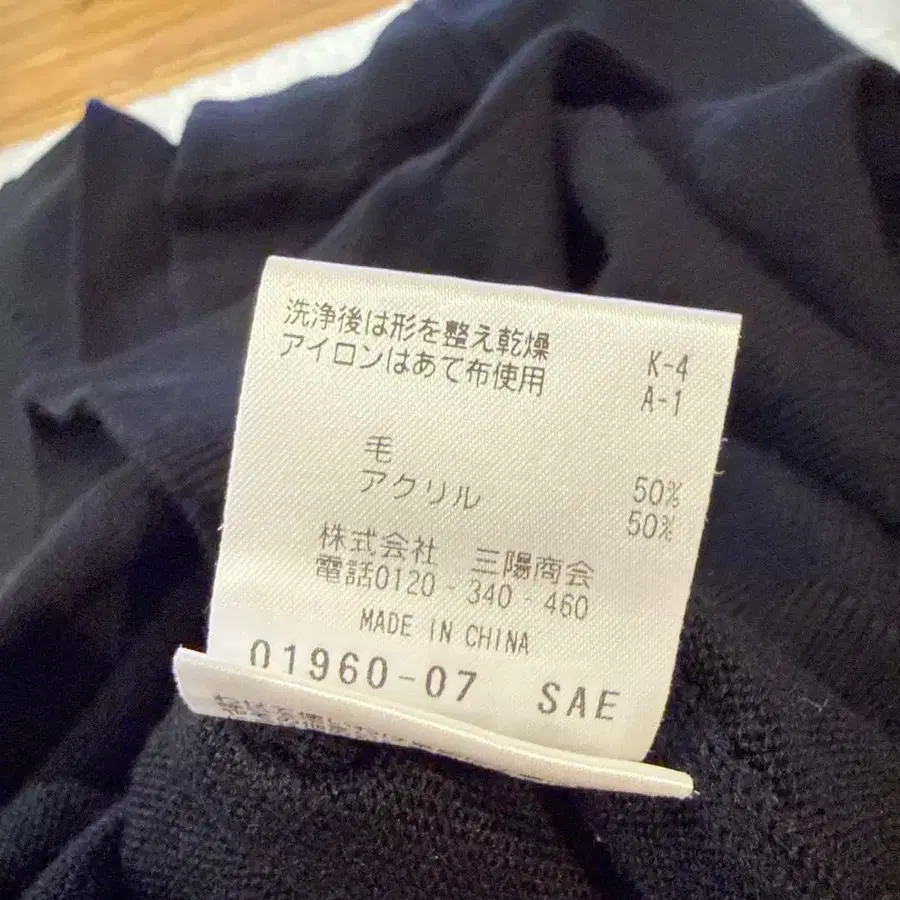 洗浄後は形を整え乾燥 K-4
アイロンはあて布使用 A-1
毛 50%
アクリル 50%
株式会社 三陽商会
電話0120-340-460
MADE IN CHINA
01960-07 SAE